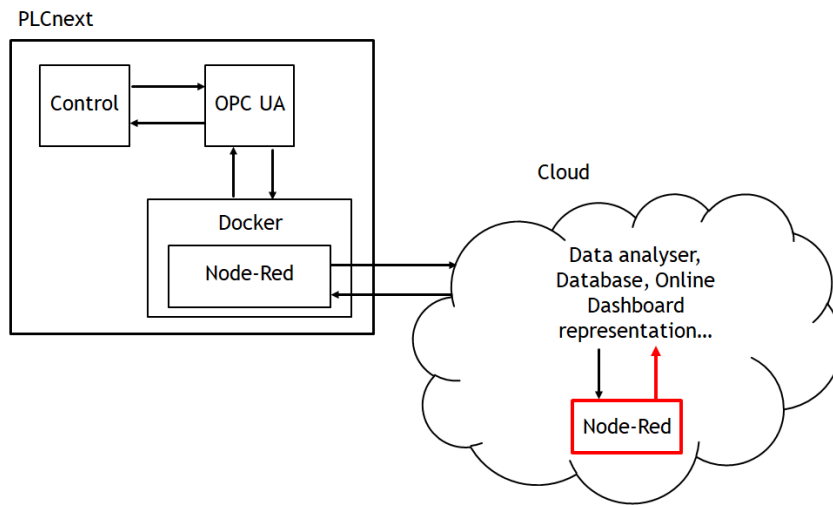 PLCnext
Control
OPC UA
Docker
Node-Red
Cloud
Data analyser,
Database, Online
Dashboard
representation...
Node-Red